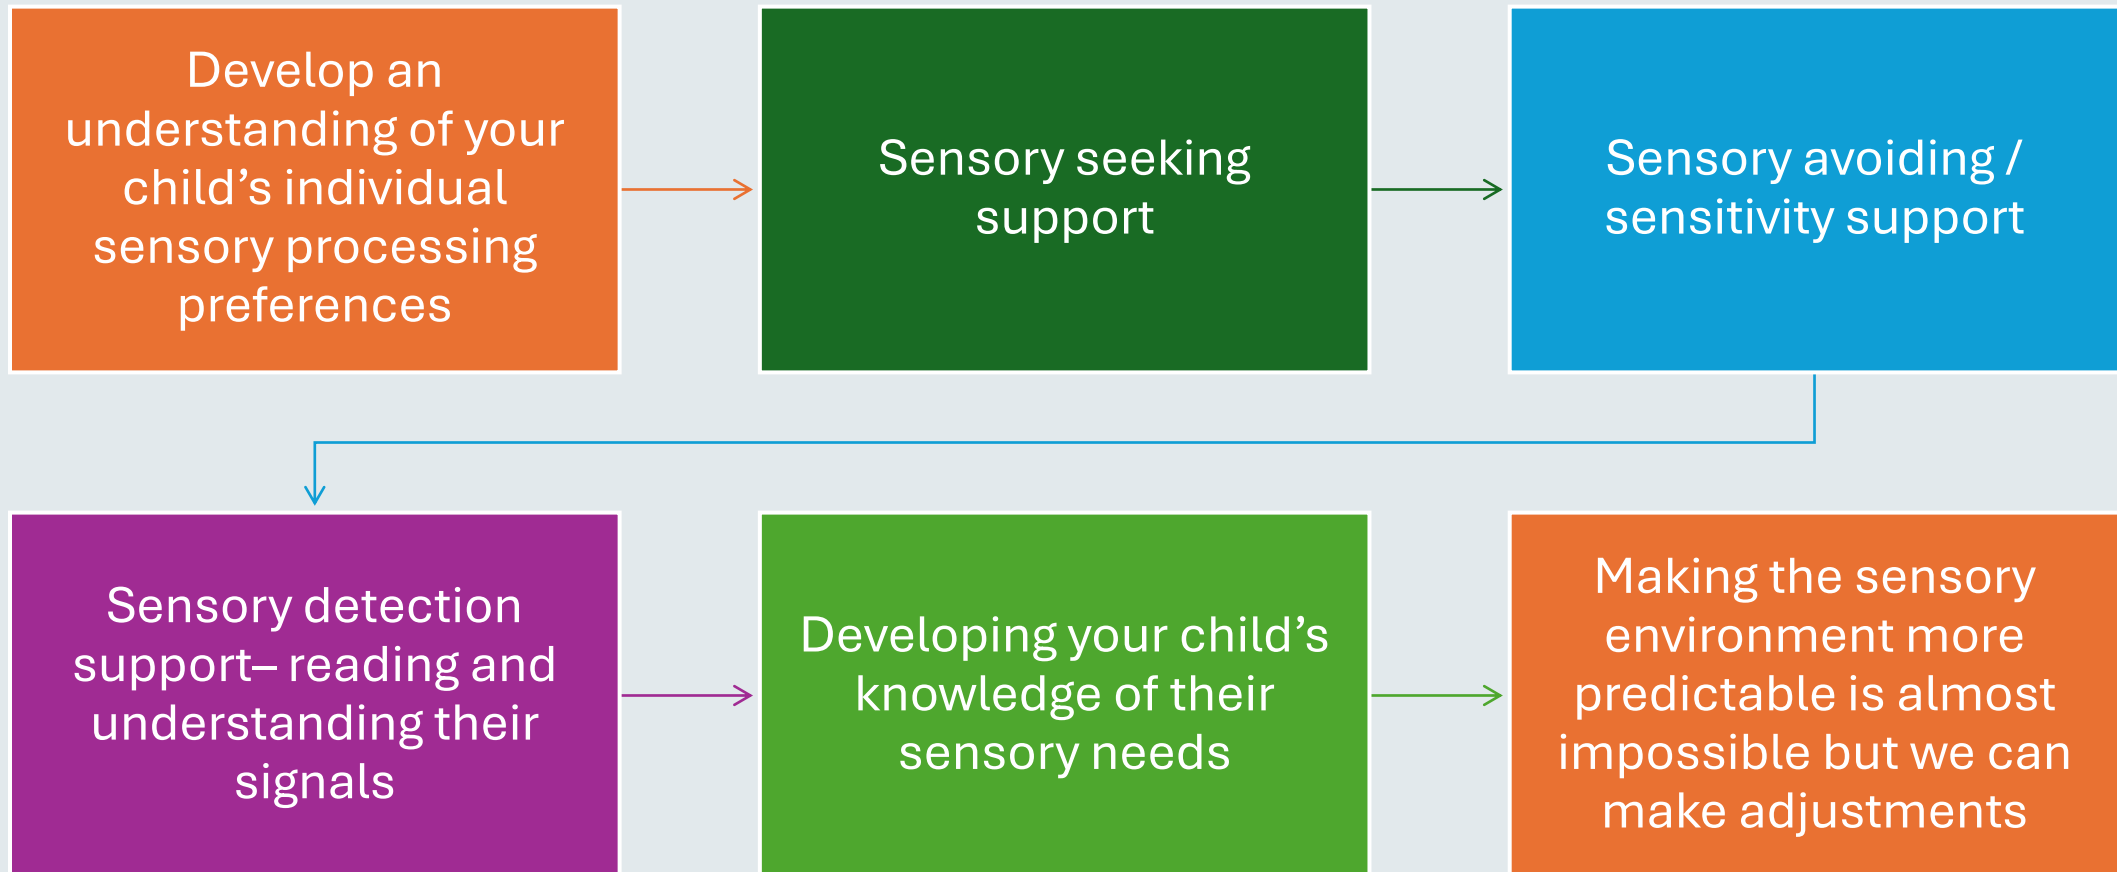 Develop an
understanding of your
child’s individual
sensory processing
preferences
Sensory seeking
support
Sensory avoiding /
sensitivity support
Sensory detection
support– reading and
understanding their
signals
Developing your child’s
knowledge of their
sensory needs
Making the sensory
environment more
predictable is almost
impossible but we can
make adjustments